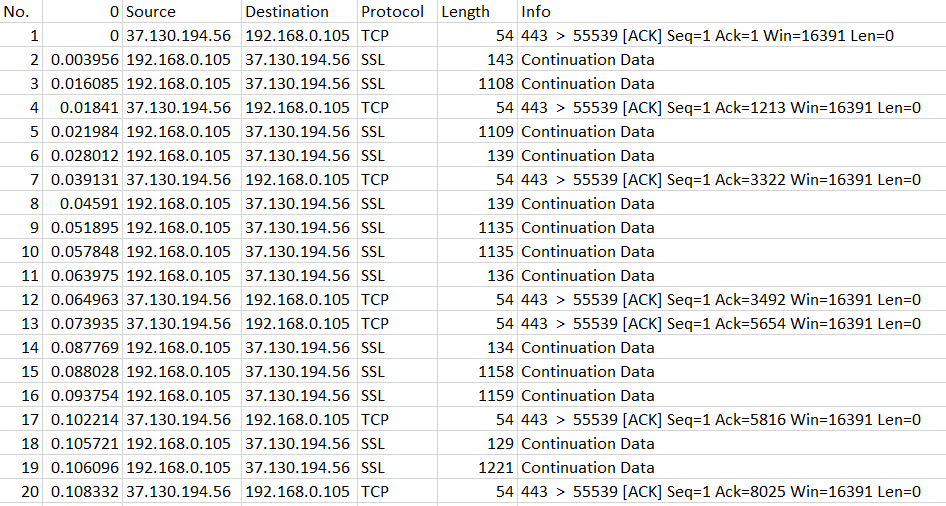 No. 0 Source Destination Protocol Length Info
1 0 37.130.194.56 192.168.0.105 TCP 54 443 > 55539 [ACK] Seq=1 Ack=1 Win=16391 Len=0
2 0.003956 192.168.0.105 37.130.194.56 SSL 143 Continuation Data
3 0.016085 192.168.0.105 37.130.194.56 SSL 1108 Continuation Data
4 0.01841 37.130.194.56 192.168.0.105 TCP 54 443 > 55539 [ACK] Seq=1 Ack=1213 Win=16391 Len=0
5 0.021984 192.168.0.105 37.130.194.56 SSL 1109 Continuation Data
6 0.028012 192.168.0.105 37.130.194.56 SSL 139 Continuation Data
7 0.039131 37.130.194.56 192.168.0.105 TCP 54 443 > 55539 [ACK] Seq=1 Ack=3322 Win=16391 Len=0
8 0.04591 192.168.0.105 37.130.194.56 SSL 139 Continuation Data
9 0.051895 192.168.0.105 37.130.194.56 SSL 1135 Continuation Data
10 0.057848 192.168.0.105 37.130.194.56 SSL 1135 Continuation Data
11 0.063975 192.168.0.105 37.130.194.56 SSL 136 Continuation Data
12 0.064963 37.130.194.56 192.168.0.105 TCP 54 443 > 55539 [ACK] Seq=1 Ack=3492 Win=16391 Len=0
13 0.073935 37.130.194.56 192.168.0.105 TCP 54 443 > 55539 [ACK] Seq=1 Ack=5654 Win=16391 Len=0
14 0.087769 192.168.0.105 37.130.194.56 SSL 134 Continuation Data
15 0.088028 192.168.0.105 37.130.194.56 SSL 1158 Continuation Data
16 0.093754 192.168.0.105 37.130.194.56 SSL 1159 Continuation Data
17 0.102214 37.130.194.56 192.168.0.105 TCP 54 443 > 55539 [ACK] Seq=1 Ack=5816 Win=16391 Len=0
18 0.105721 192.168.0.105 37.130.194.56 SSL 129 Continuation Data
19 0.106096 192.168.0.105 37.130.194.56 SSL 1221 Continuation Data
20 0.108332 37.130.194.56 192.168.0.105 TCP 54 443 > 55539 [ACK] Seq=1 Ack=8025 Win=16391 Len=0